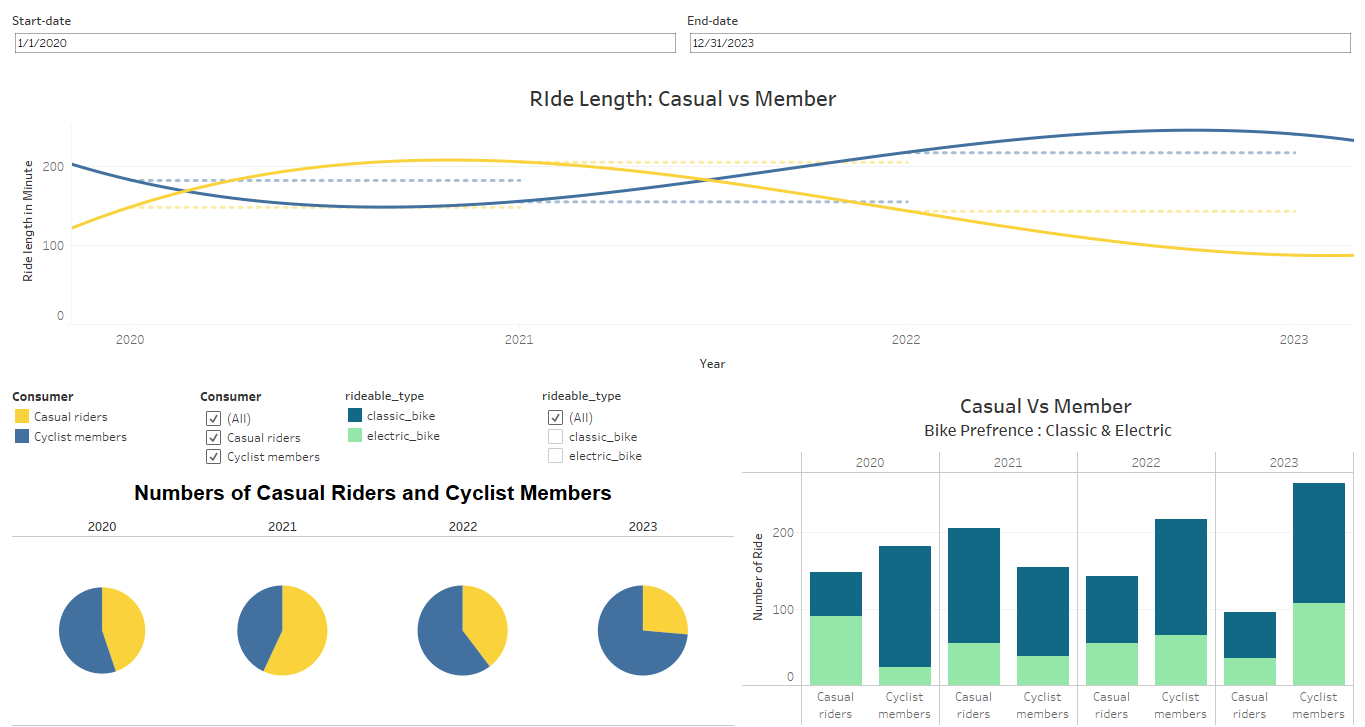 Start-date
End-date
1/1/2020
12/31/2023
RIde Length: Casual vs Member
Ride length in Minute
200
100
0
2020
2021
2022
2023
Year
Consumer
Casual riders
Cyclist members
Consumer
(All)
Casual riders
Cyclist members
rideable_type
classic_bike
electric_bike
rideable_type
(All)
classic_bike
electric_bike
Numbers of Casual Riders and Cyclist Members
2020
2021
2022
2023
Casual Vs Member
Bike Prefrence : Classic & Electric
2020
2021
2022
2023
Number of Ride
200
100
0
Casual
riders
Cyclist
members
Casual
riders
Cyclist
members
Casual
riders
Cyclist
members
Casual
riders
Cyclist
members